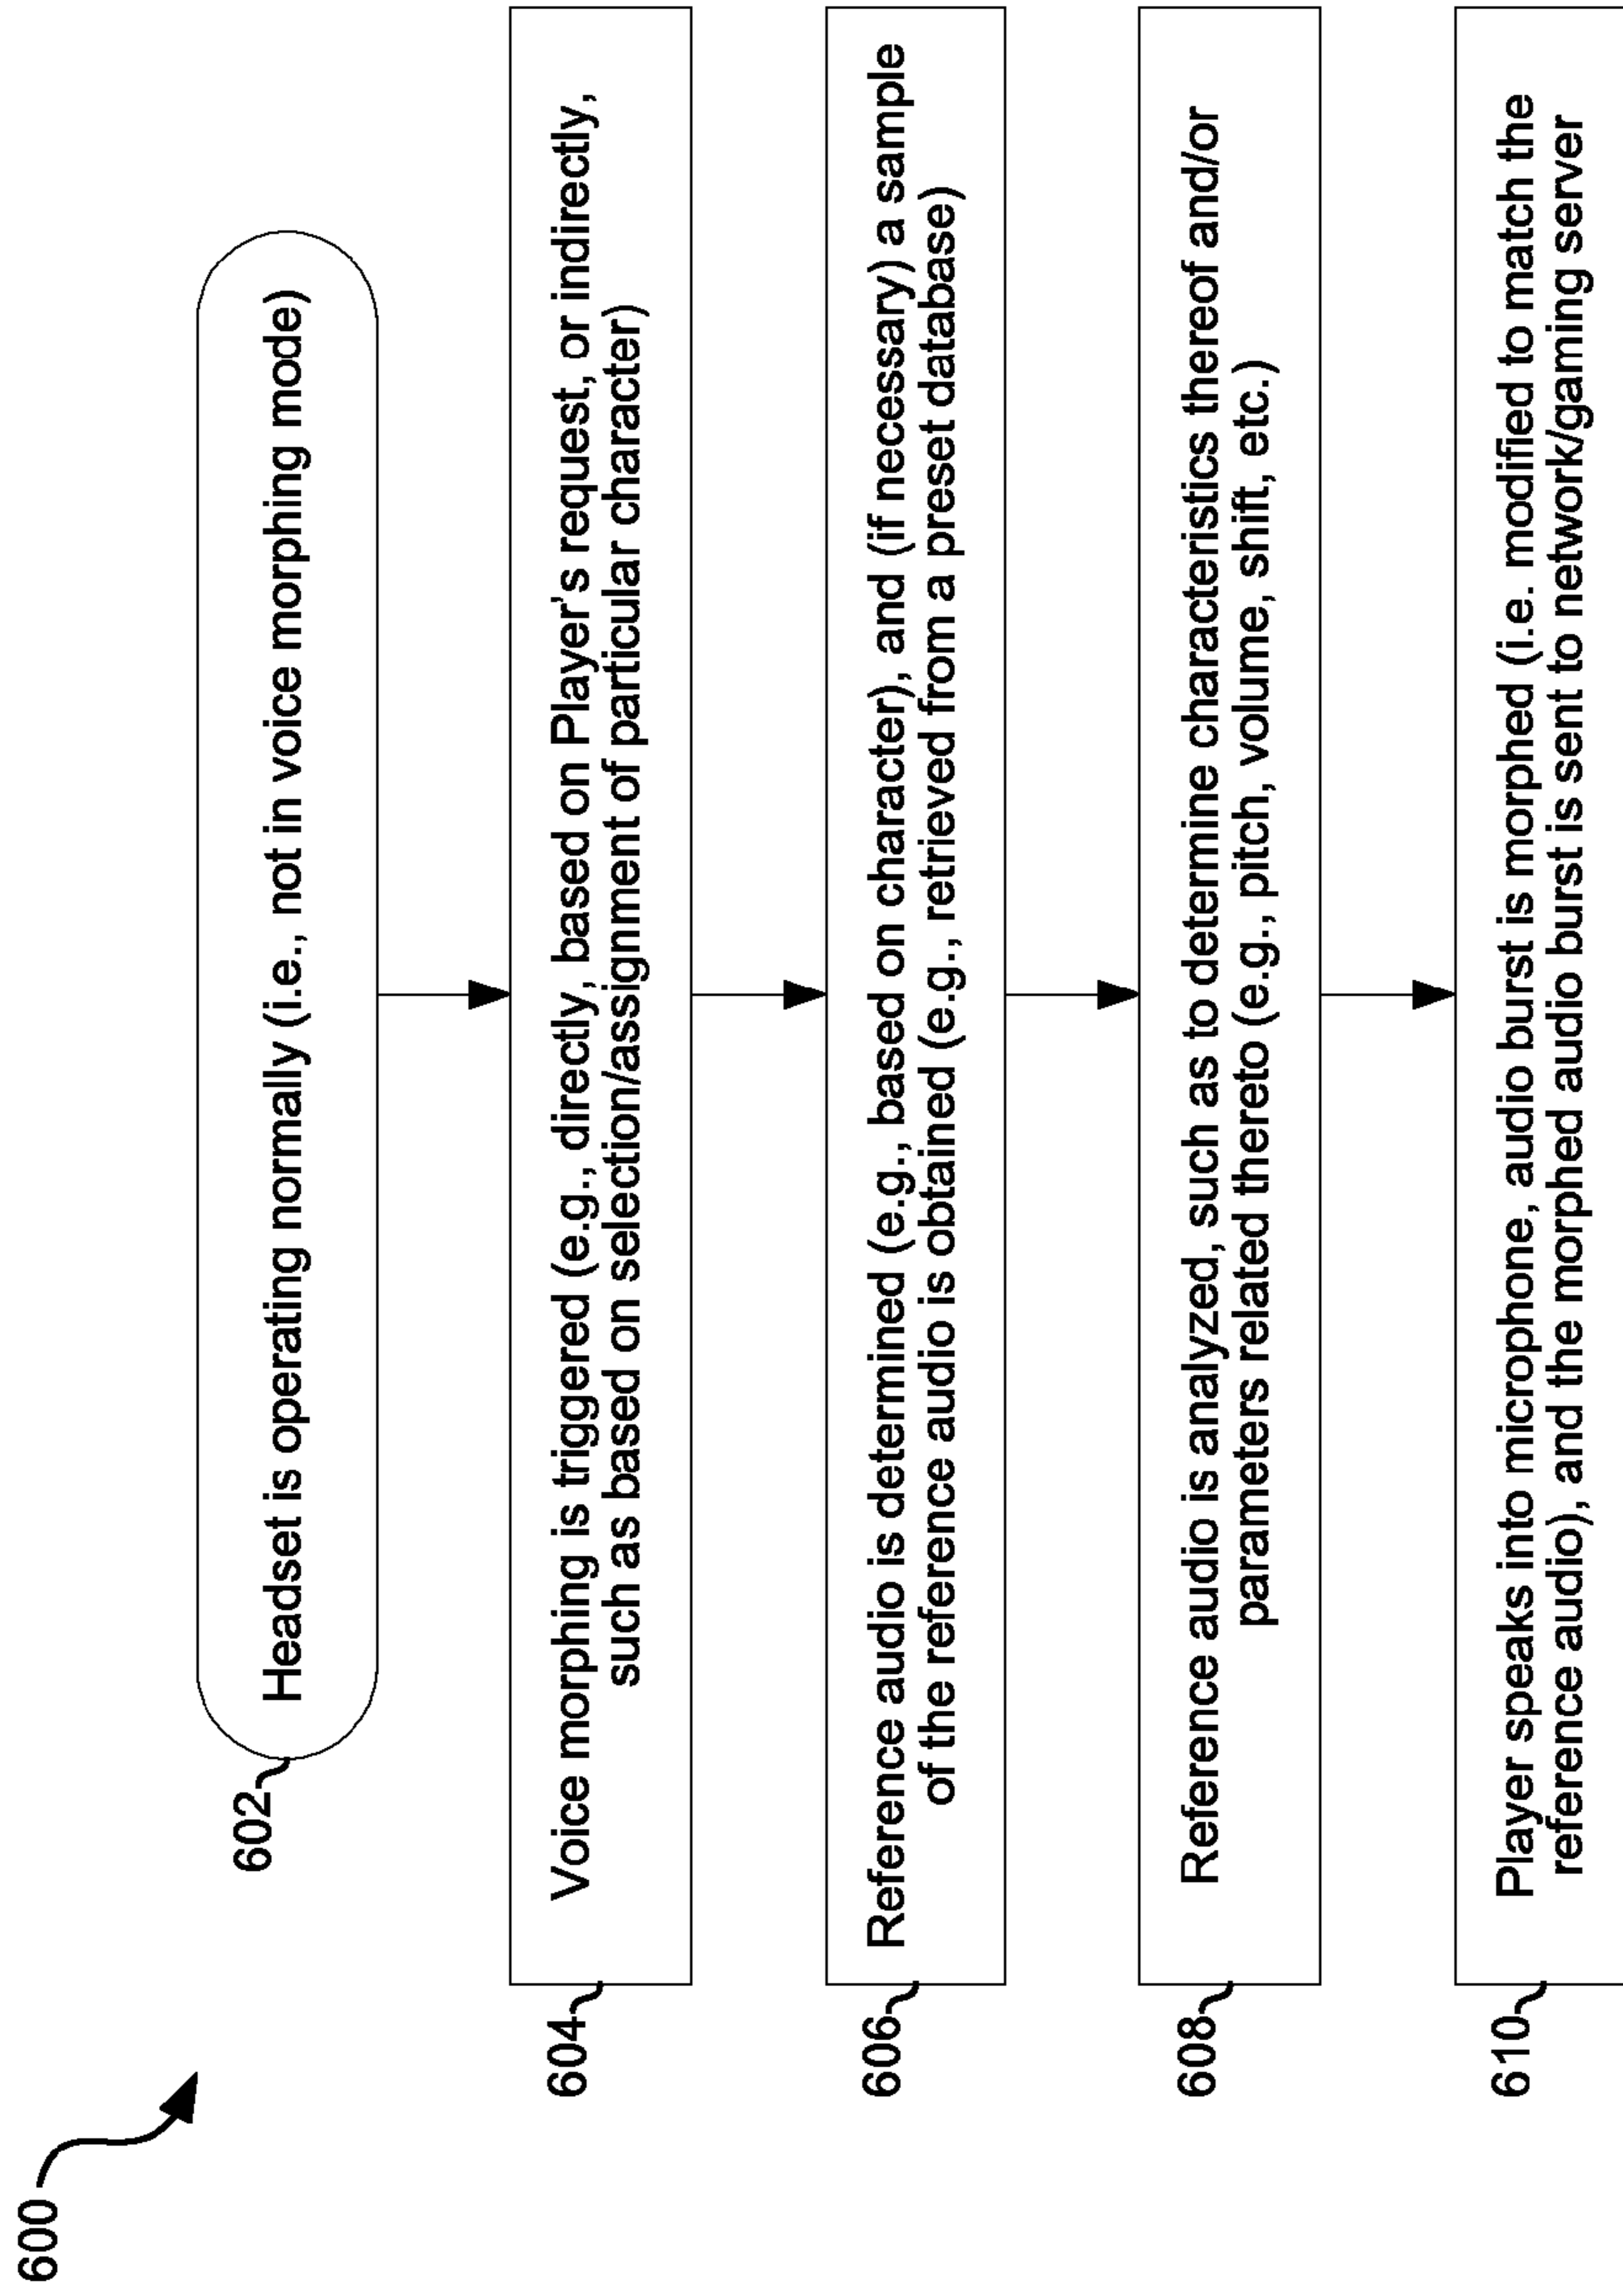 600
602
Headset is operating normally (i.e., not in voice morphing mode)
604
Voice morphing is triggered (e.g., directly, based on Player's request, or indirectly,
such as based on selection/assignment of particular character)
606
Reference audio is determined (e.g., based on character), and (if necessary) a sample
of the reference audio is obtained (e.g., retrieved from a preset database)
608
Reference audio is analyzed, such as to determine characteristics thereof and/or
parameters related thereto (e.g., pitch, volume, shift, etc.)
610
Player speaks into microphone, audio burst is morphed (i.e. modified to match the
reference audio), and the morphed audio burst is sent to network/gaming server